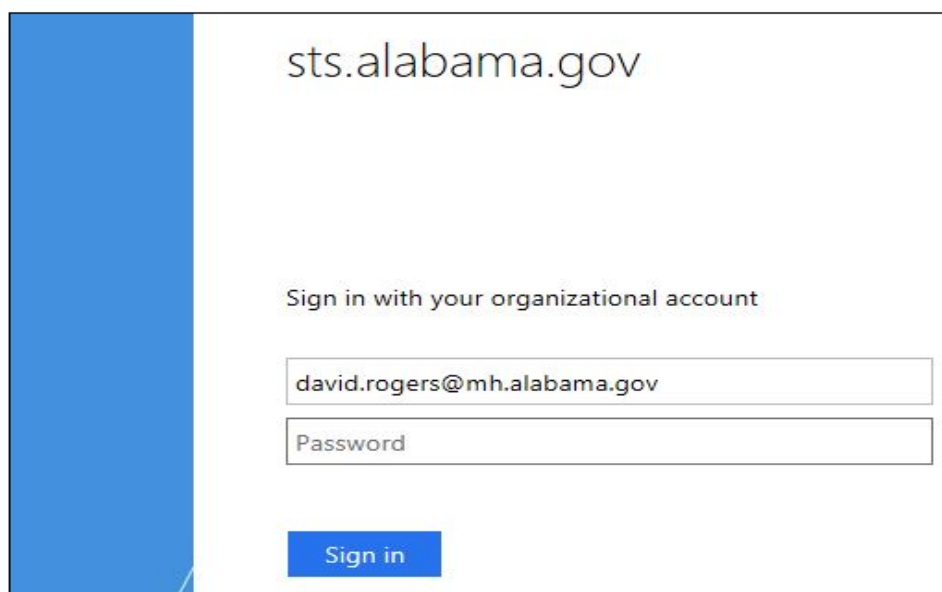 sts.alabama.gov
Sign in with your organizational account
david.rogers@mh.alabama.gov
Password
Sign in